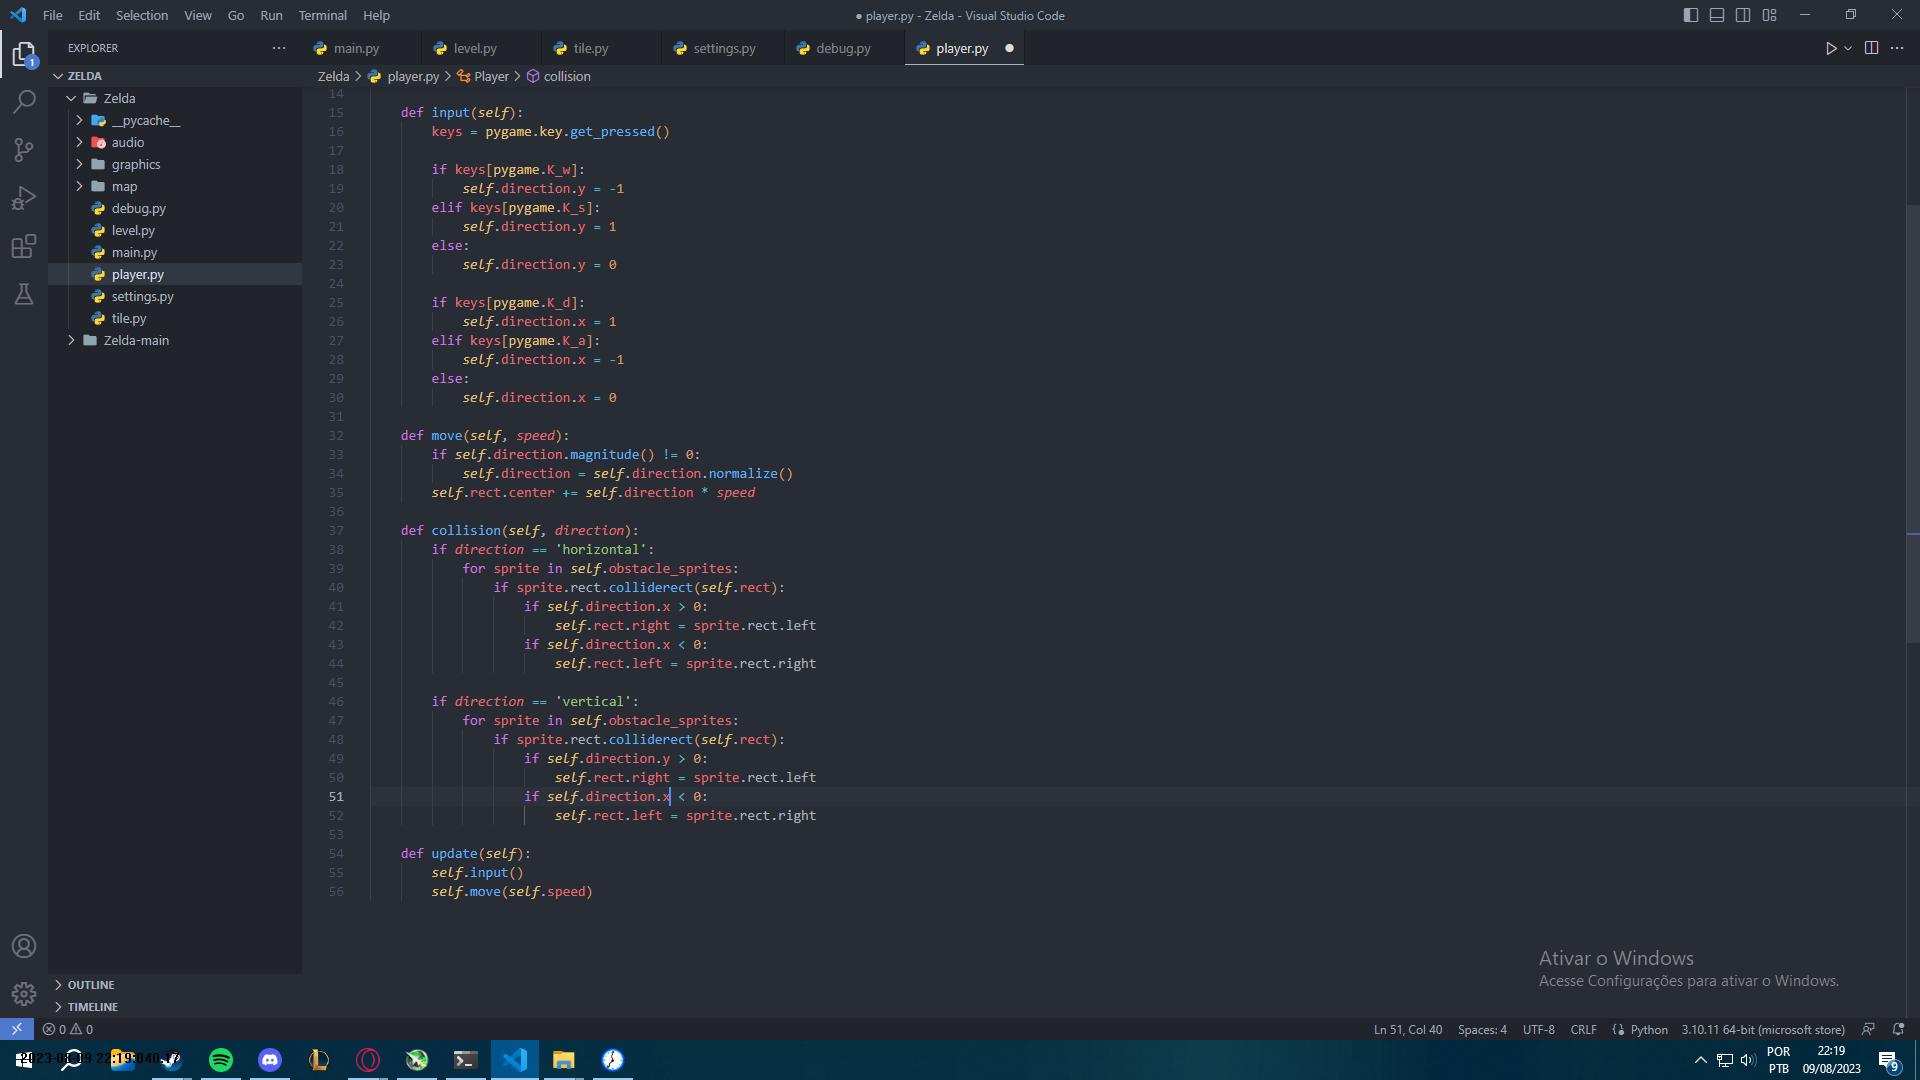 File Edit Selection View Go Run Terminal Help
● player.py - Zelda - Visual Studio Code
EXPLORER
main.py level.py tile.py settings.py debug.py player.py
1
ZELDA
Zelda > player.py > Player > collision
Zelda
__pycache__
audio
graphics
map
debug.py
level.py
main.py
player.py
settings.py
tile.py
Zelda-main
14
15 def input(self):
16 keys = pygame.key.get_pressed()
17
18 if keys[pygame.K_w]:
19 self.direction.y = -1
20 elif keys[pygame.K_s]:
21 self.direction.y = 1
22 else:
23 self.direction.y = 0
24
25 if keys[pygame.K_d]:
26 self.direction.x = 1
27 elif keys[pygame.K_a]:
28 self.direction.x = -1
29 else:
30 self.direction.x = 0
31
32 def move(self, speed):
33 if self.direction.magnitude() != 0:
34 self.direction = self.direction.normalize()
35 self.rect.center += self.direction * speed
36
37 def collision(self, direction):
38 if direction == 'horizontal':
39 for sprite in self.obstacle_sprites:
40 if sprite.rect.colliderect(self.rect):
41 if self.direction.x > 0:
42 self.rect.right = sprite.rect.left
43 if self.direction.x < 0:
44 self.rect.left = sprite.rect.right
45
46 if direction == 'vertical':
47 for sprite in self.obstacle_sprites:
48 if sprite.rect.colliderect(self.rect):
49 if self.direction.y > 0:
50 self.rect.right = sprite.rect.left
51 if self.direction.x < 0:
52 self.rect.left = sprite.rect.right
53
54 def update(self):
55 self.input()
56 self.move(self.speed)
Ativar o Windows
Acesse Configurações para ativar o Windows.
OUTLINE
TIMELINE
0 0
Ln 51, Col 40 Spaces: 4 UTF-8 CRLF Python 3.10.11 64-bit (microsoft store)
POR
PTB
22:19
09/08/2023
9